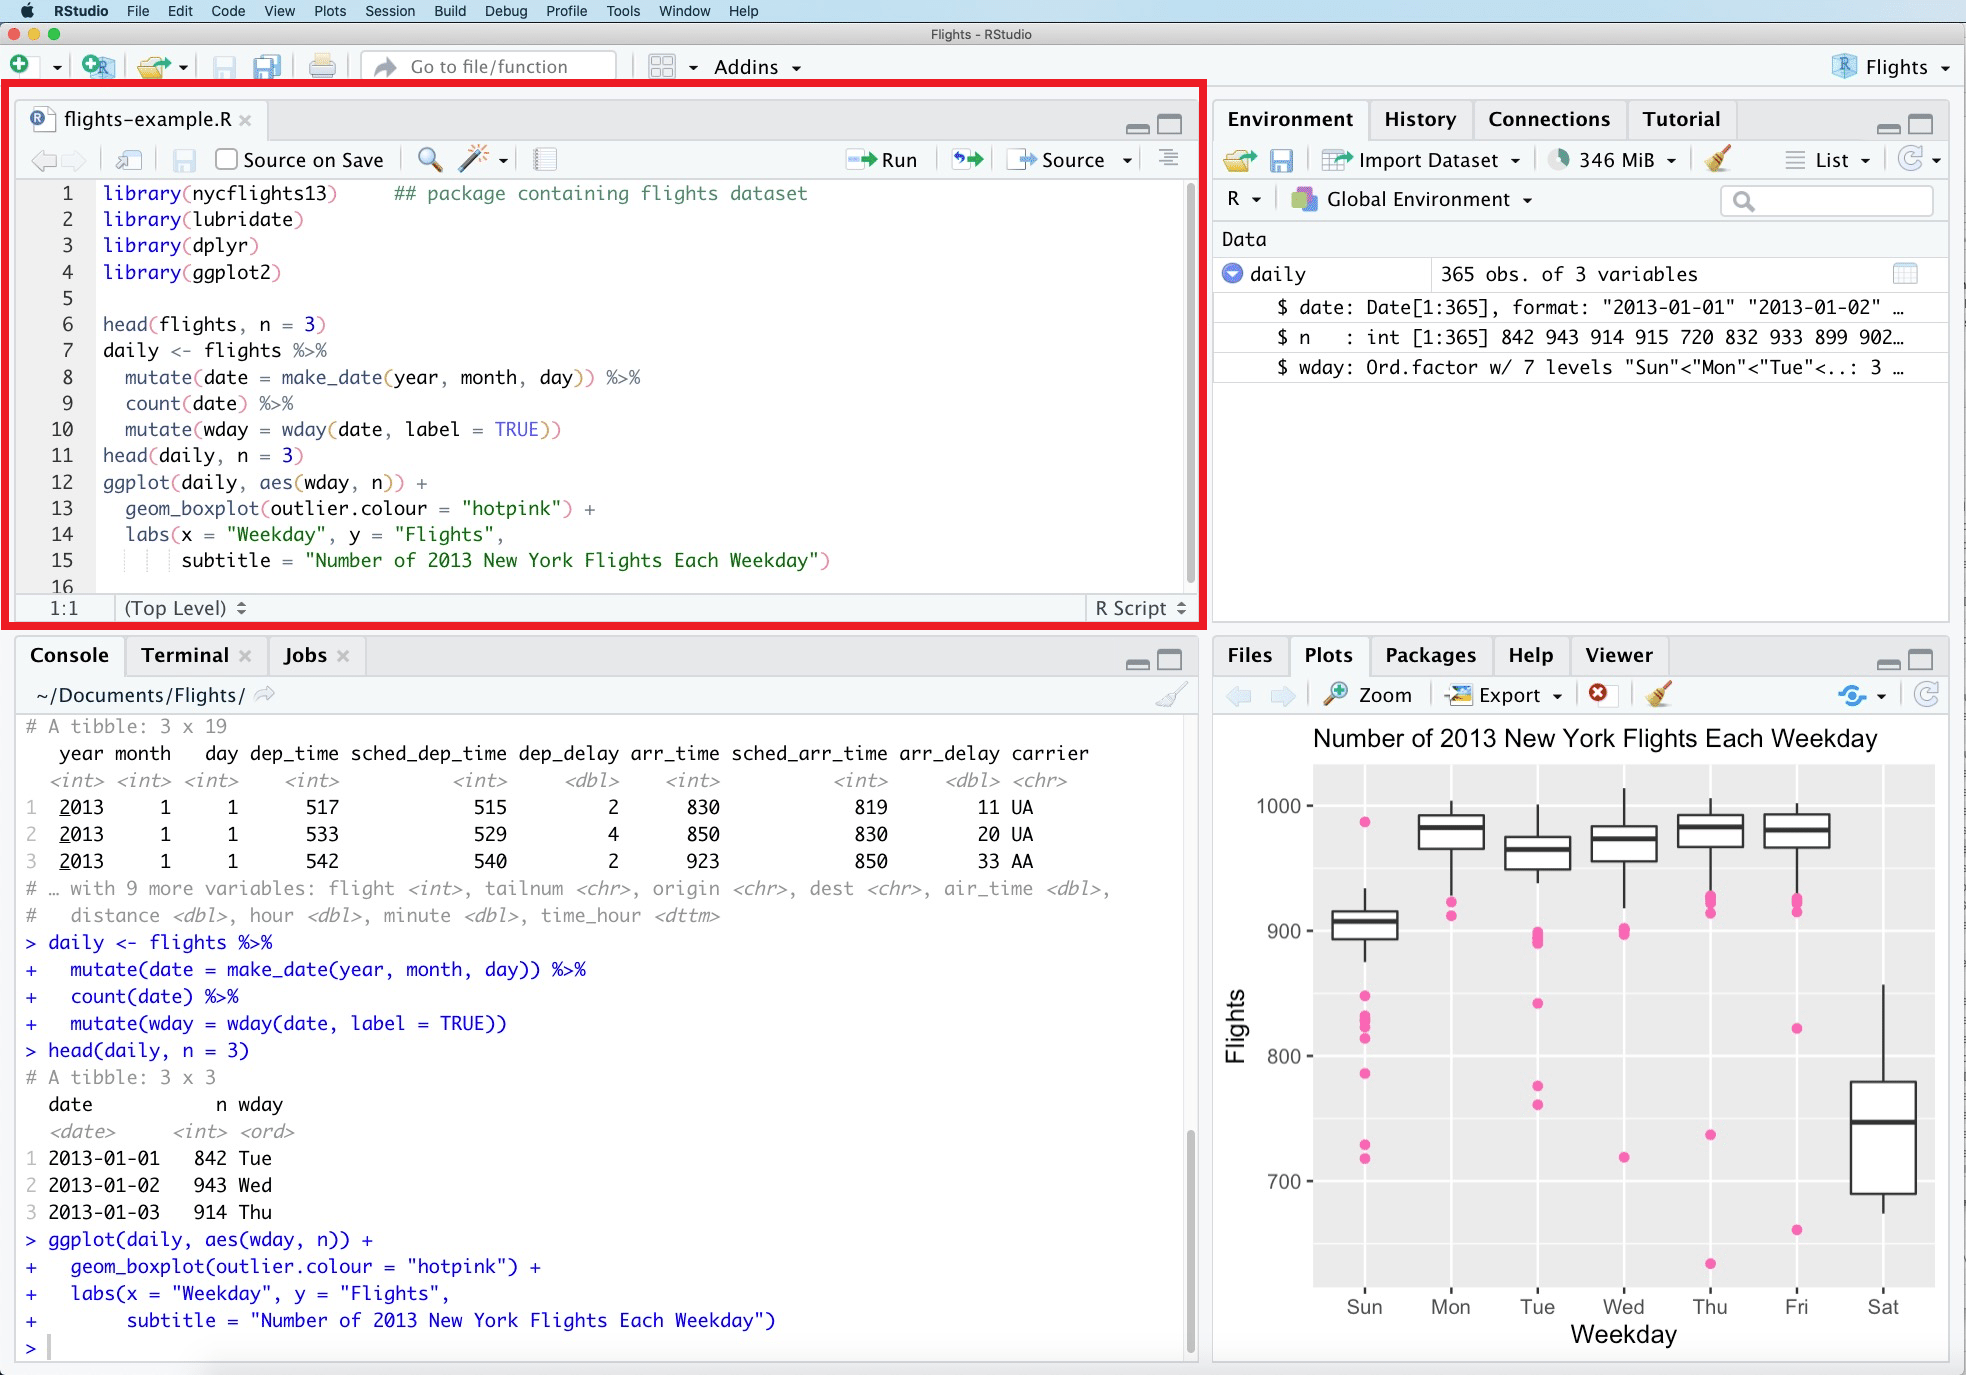 RStudio File Edit Code View Plots Session Build Debug Profile Tools Window Help
Flights - RStudio
Go to file/function Addins Flights
flights-example.R
Source on Save Run Source
1 library(nycflights13)     ## package containing flights dataset
2 library(lubridate)
3 library(dplyr)
4 library(ggplot2)
5
6 head(flights, n = 3)
7 daily <- flights %>%
8   mutate(date = make_date(year, month, day)) %>%
9   count(date) %>%
10   mutate(wday = wday(date, label = TRUE))
11 head(daily, n = 3)
12 ggplot(daily, aes(wday, n)) +
13   geom_boxplot(outlier.colour = "hotpink") +
14   labs(x = "Weekday", y = "Flights",
15        subtitle = "Number of 2013 New York Flights Each Weekday")
16
1:1 (Top Level) R Script
Environment History Connections Tutorial
Import Dataset 346 MiB List
R Global Environment
Data
daily 365 obs. of 3 variables
$ date: Date[1:365], format: "2013-01-01" "2013-01-02" …
$ n   : int [1:365] 842 943 914 915 720 832 933 899 902…
$ wday: Ord.factor w/ 7 levels "Sun"<"Mon"<"Tue"<..: 3 …
Console Terminal Jobs
~/Documents/Flights/
# A tibble: 3 x 19
   year month   day dep_time sched_dep_time dep_delay arr_time sched_arr_time arr_delay carrier
  <int> <int> <int>    <int>          <int>     <dbl>    <int>          <int>     <dbl> <chr>
1  2013     1     1      517            515         2      830            819        11 UA
2  2013     1     1      533            529         4      850            830        20 UA
3  2013     1     1      542            540         2      923            850        33 AA
# … with 9 more variables: flight <int>, tailnum <chr>, origin <chr>, dest <chr>, air_time <dbl>,
#   distance <dbl>, hour <dbl>, minute <dbl>, time_hour <dttm>
> daily <- flights %>%
+   mutate(date = make_date(year, month, day)) %>%
+   count(date) %>%
+   mutate(wday = wday(date, label = TRUE))
> head(daily, n = 3)
# A tibble: 3 x 3
  date           n wday
  <date>     <int> <ord>
1 2013-01-01   842 Tue
2 2013-01-02   943 Wed
3 2013-01-03   914 Thu
> ggplot(daily, aes(wday, n)) +
+   geom_boxplot(outlier.colour = "hotpink") +
+   labs(x = "Weekday", y = "Flights",
+        subtitle = "Number of 2013 New York Flights Each Weekday")
>
Files Plots Packages Help Viewer
Zoom Export
Number of 2013 New York Flights Each Weekday
1000
900
800
700
Flights
Sun Mon Tue Wed Thu Fri Sat
Weekday